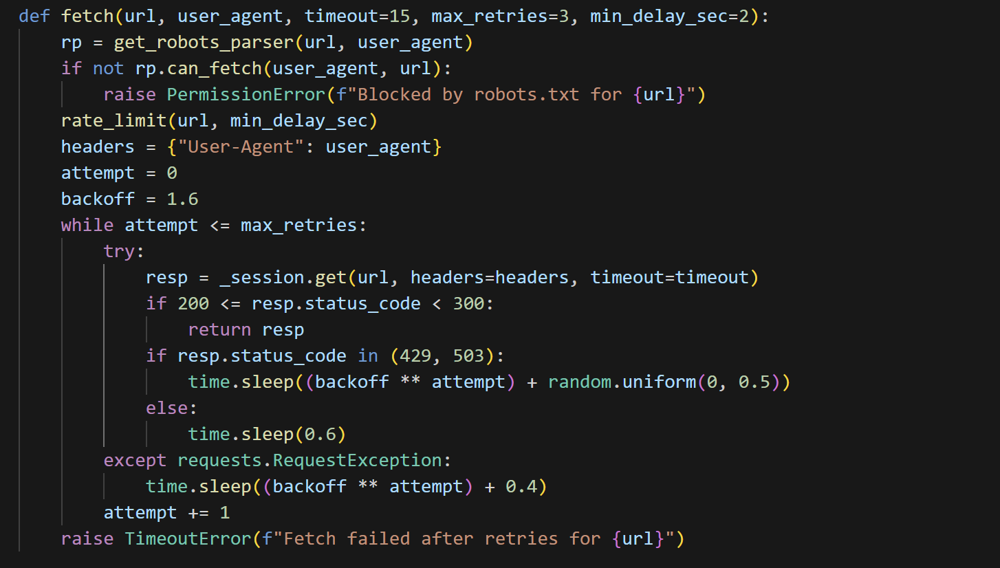 def fetch(url, user_agent, timeout=15, max_retries=3, min_delay_sec=2):
    rp = get_robots_parser(url, user_agent)
    if not rp.can_fetch(user_agent, url):
        raise PermissionError(f"Blocked by robots.txt for {url}")
    rate_limit(url, min_delay_sec)
    headers = {"User-Agent": user_agent}
    attempt = 0
    backoff = 1.6
    while attempt <= max_retries:
        try:
            resp = _session.get(url, headers=headers, timeout=timeout)
            if 200 <= resp.status_code < 300:
                return resp
            if resp.status_code in (429, 503):
                time.sleep((backoff ** attempt) + random.uniform(0, 0.5))
            else:
                time.sleep(0.6)
        except requests.RequestException:
            time.sleep((backoff ** attempt) + 0.4)
        attempt += 1
    raise TimeoutError(f"Fetch failed after retries for {url}")